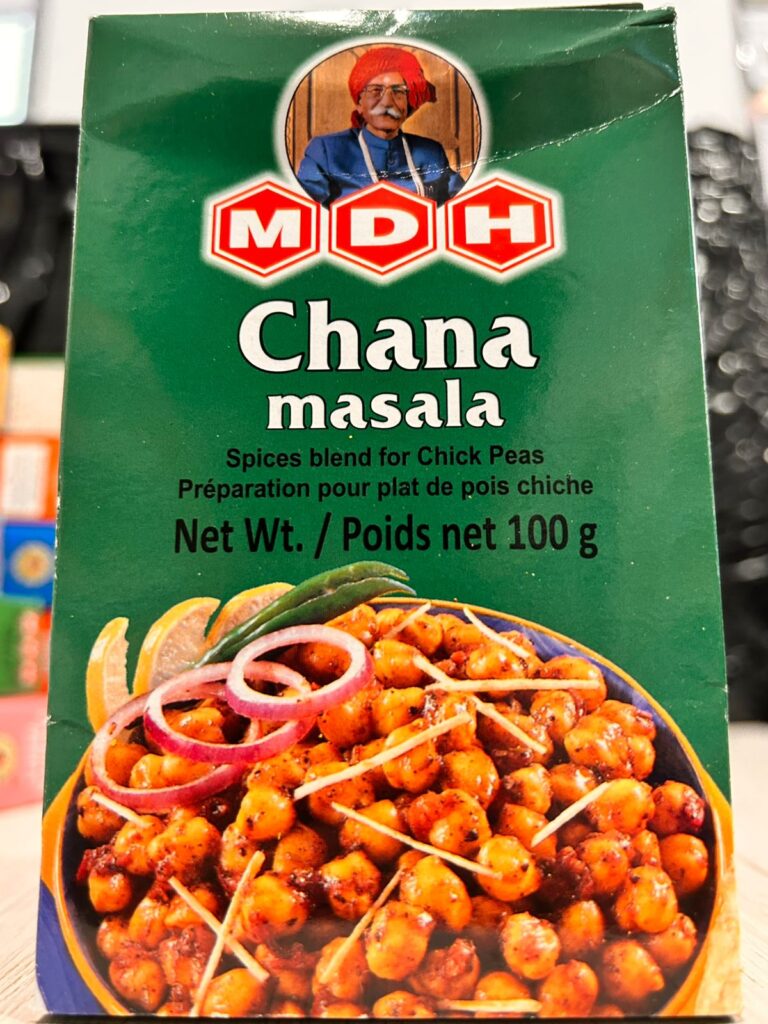 MDH
Chana
masala
Spices blend for Chick Peas
Préparation pour plat de pois chiche
Net Wt. / Poids net 100 g